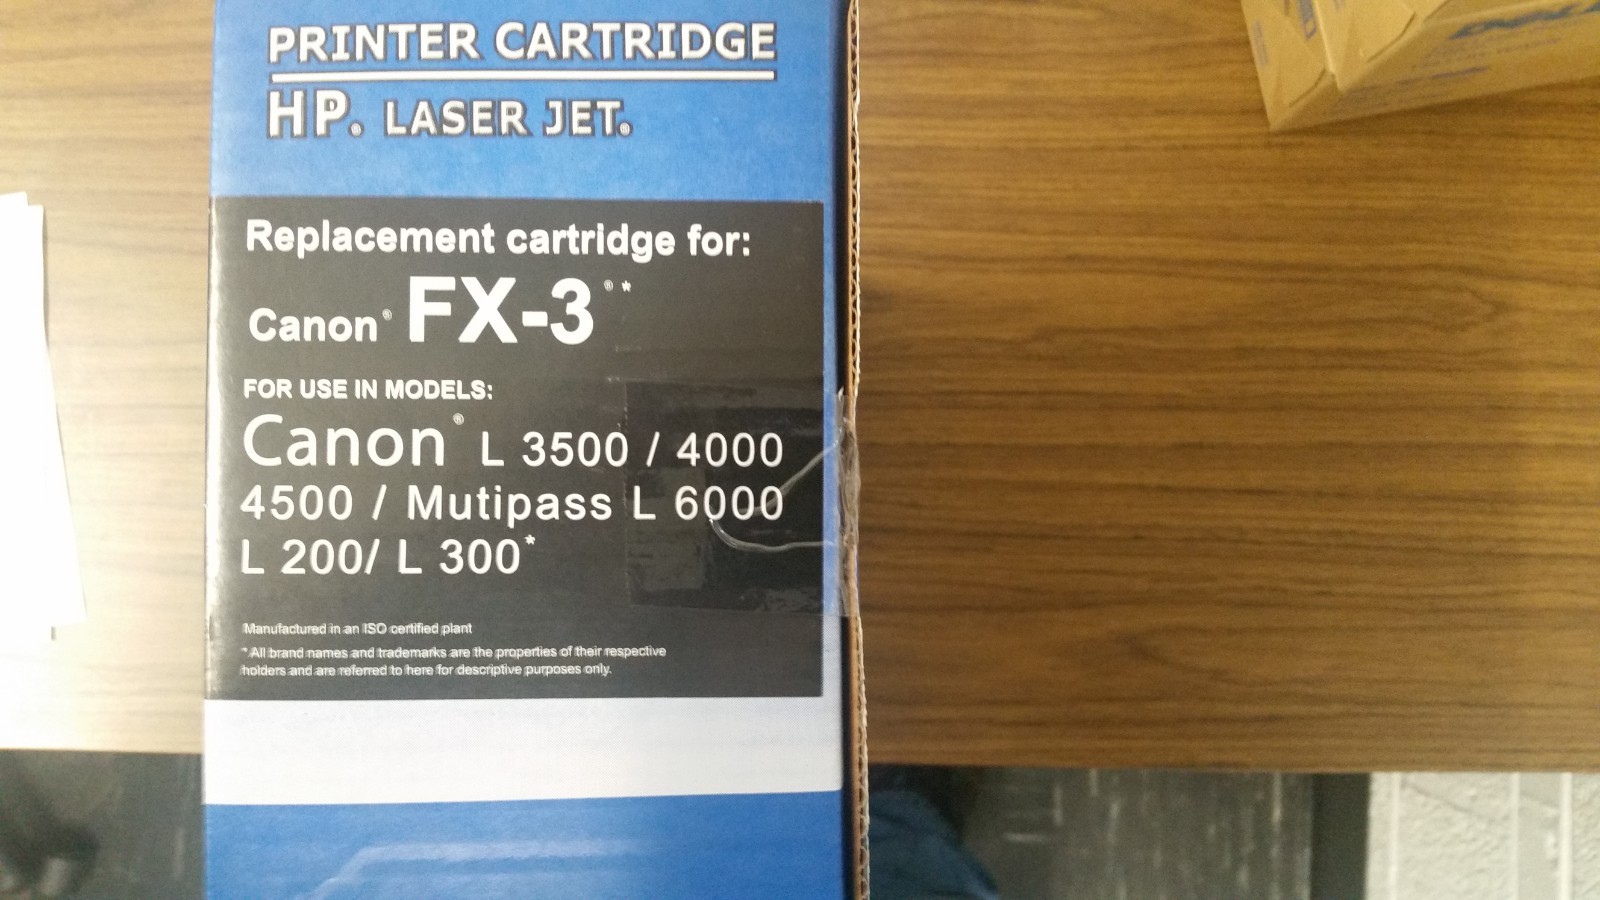 PRINTER CARTRIDGE
HP® LASER JET®
Replacement cartridge for:
Canon® FX-3®*
FOR USE IN MODELS:
Canon® L 3500 / 4000
4500 / Mutipass L 6000
L 200/ L 300*
Manufactured in an ISO certified plant
* All brand names and trademarks are the properties of their respective
holders and are referred to here for descriptive purposes only.